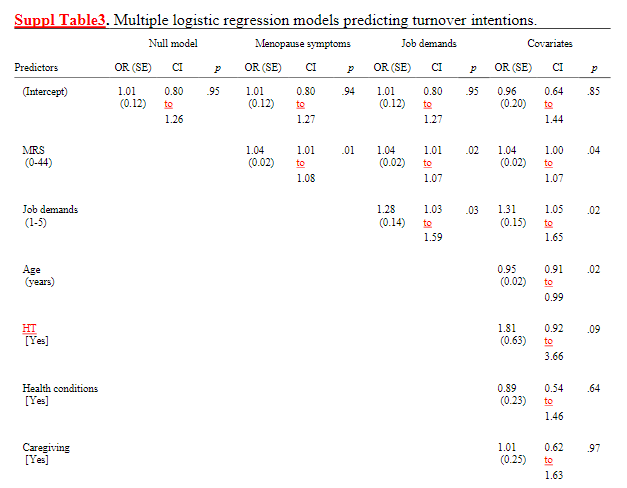 Suppl Table3. Multiple logistic regression models predicting turnover intentions.
Null model Menopause symptoms Job demands Covariates
Predictors OR (SE) CI p OR (SE) CI p OR (SE) CI p OR (SE) CI p
(Intercept) 1.01 0.80 .95 1.01 0.80 .94 1.01 0.80 .95 0.96 0.64 .85
(0.12) to (0.12) to (0.12) to (0.20) to
1.26 1.27 1.27 1.44
MRS 1.04 1.01 .01 1.04 1.01 .02 1.04 1.00 .04
(0-44) (0.02) to (0.02) to (0.02) to
1.08 1.07 1.07
Job demands 1.28 1.03 .03 1.31 1.05 .02
(1-5) (0.14) to (0.15) to
1.59 1.65
Age 0.95 0.91 .02
(years) (0.02) to
0.99
HT 1.81 0.92 .09
[Yes] (0.63) to
3.66
Health conditions 0.89 0.54 .64
[Yes] (0.23) to
1.46
Caregiving 1.01 0.62 .97
[Yes] (0.25) to
1.63